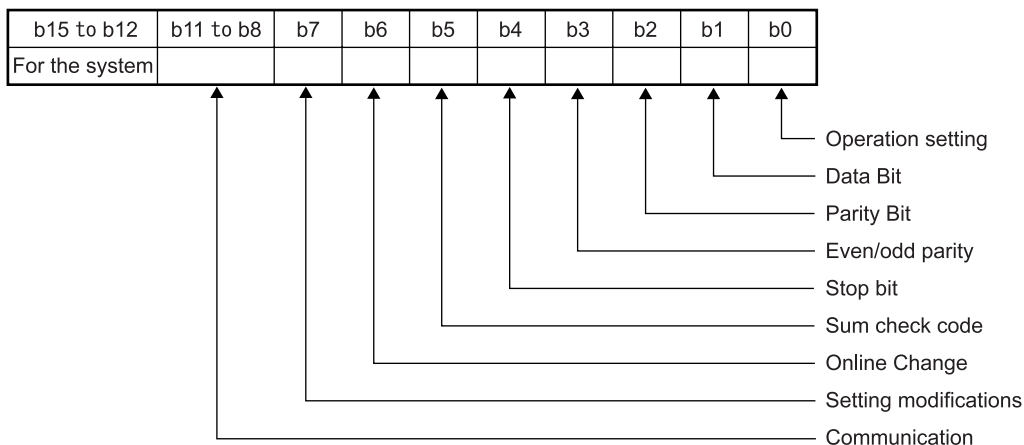 b15 to b12 b11 to b8 b7 b6 b5 b4 b3 b2 b1 b0
For the system
Operation setting
Data Bit
Parity Bit
Even/odd parity
Stop bit
Sum check code
Online Change
Setting modifications
Communication